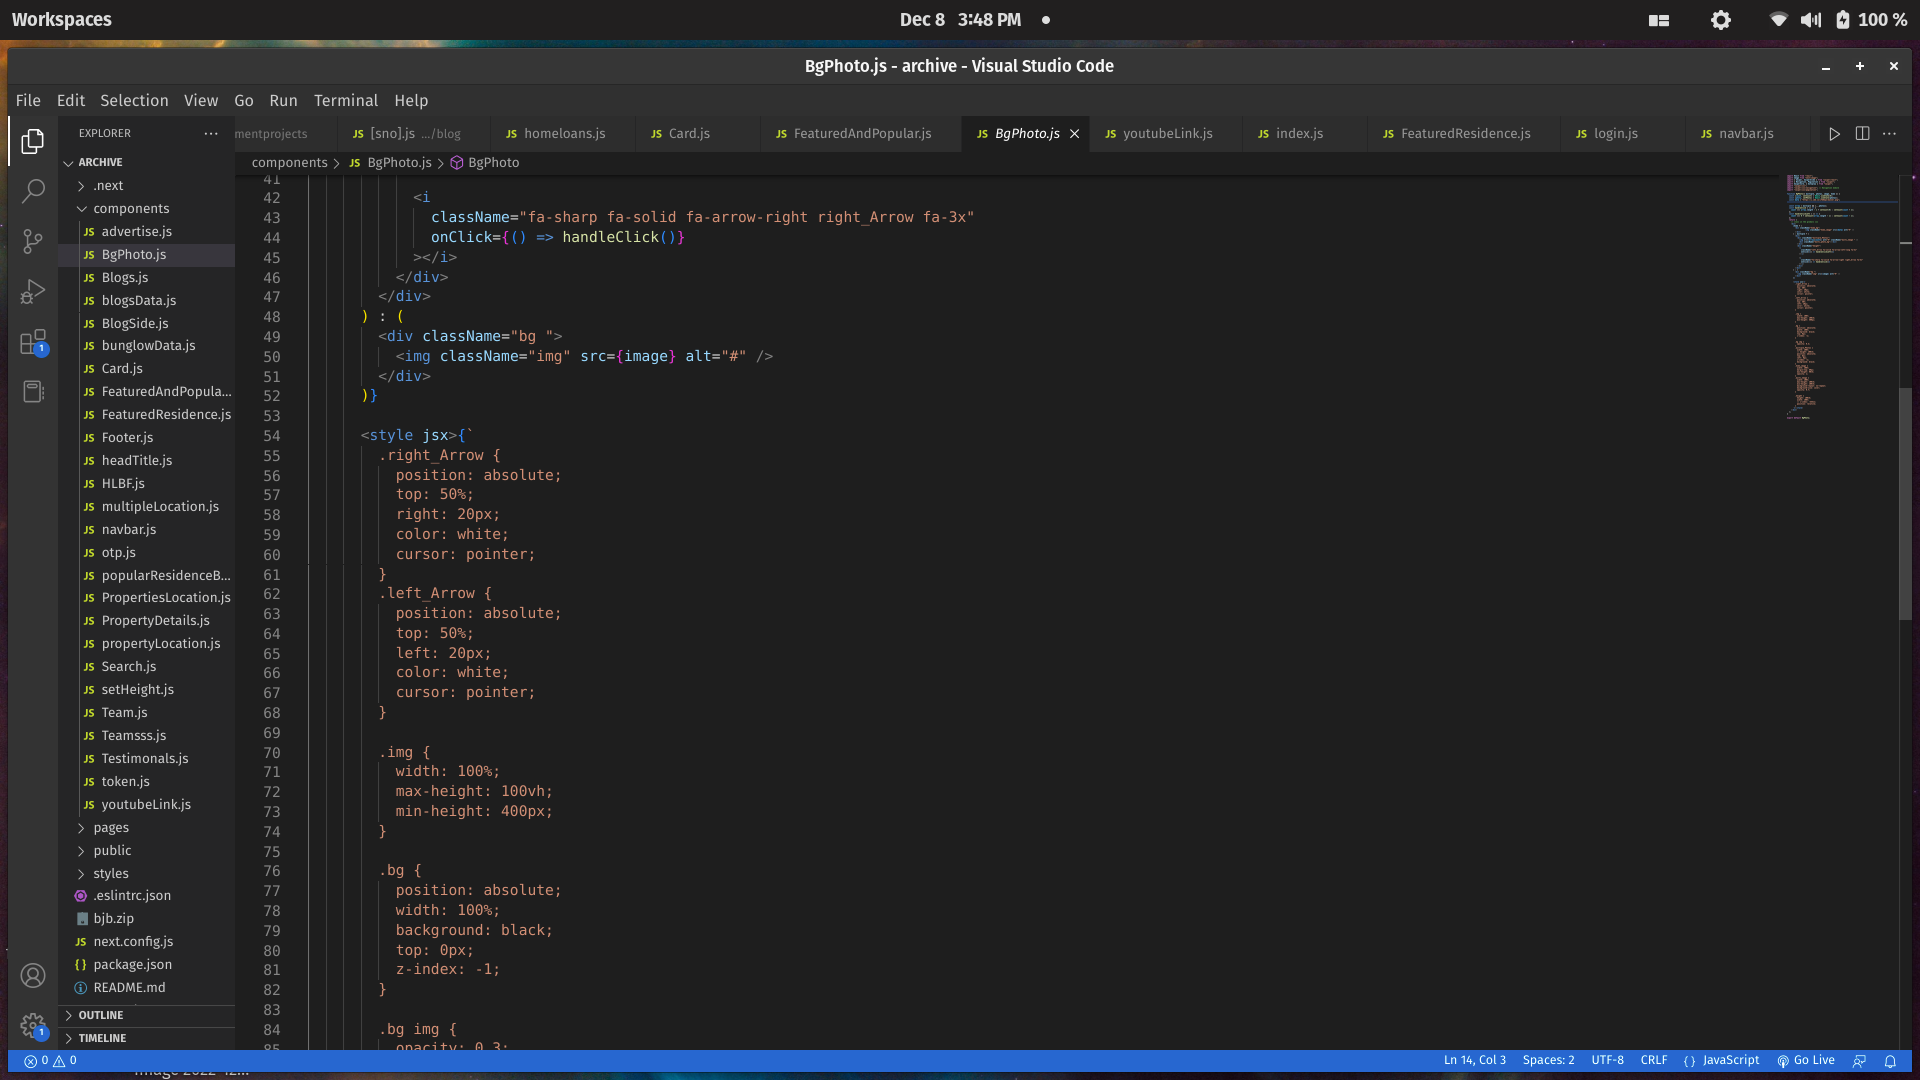 Workspaces
Dec 8 3:48 PM
100 %
BgPhoto.js - archive - Visual Studio Code
File Edit Selection View Go Run Terminal Help
EXPLORER
mentprojects
JS [sno].js .../blog
JS homeloans.js
JS Card.js
JS FeaturedAndPopular.js
JS BgPhoto.js
JS youtubeLink.js
JS index.js
JS FeaturedResidence.js
JS login.js
JS navbar.js
components > JS BgPhoto.js > BgPhoto
ARCHIVE
.next
components
JS advertise.js
JS BgPhoto.js
JS Blogs.js
JS blogsData.js
JS BlogSide.js
JS bunglowData.js
JS Card.js
JS FeaturedAndPopula...
JS FeaturedResidence.js
JS Footer.js
JS headTitle.js
JS HLBF.js
JS multipleLocation.js
JS navbar.js
JS otp.js
JS popularResidenceB...
JS PropertiesLocation.js
JS PropertyDetails.js
JS propertyLocation.js
JS Search.js
JS setHeight.js
JS Team.js
JS Teamsss.js
JS Testimonals.js
JS token.js
JS youtubeLink.js
pages
public
styles
.eslintrc.json
bjb.zip
JS next.config.js
{} package.json
README.md
OUTLINE
TIMELINE
1
1
41
42 <i
43 className="fa-sharp fa-solid fa-arrow-right right_Arrow fa-3x"
44 onClick={() => handleClick()}
45 ></i>
46 </div>
47 </div>
48 ) : (
49 <div className="bg ">
50 <img className="img" src={image} alt="#" />
51 </div>
52 )}
53
54 <style jsx>{`
55 .right_Arrow {
56 position: absolute;
57 top: 50%;
58 right: 20px;
59 color: white;
60 cursor: pointer;
61 }
62 .left_Arrow {
63 position: absolute;
64 top: 50%;
65 left: 20px;
66 color: white;
67 cursor: pointer;
68 }
69
70 .img {
71 width: 100%;
72 max-height: 100vh;
73 min-height: 400px;
74 }
75
76 .bg {
77 position: absolute;
78 width: 100%;
79 background: black;
80 top: 0px;
81 z-index: -1;
82 }
83
84 .bg img {
85 opacity: 0.3;
0 0
Ln 14, Col 3 Spaces: 2 UTF-8 CRLF {} JavaScript Go Live